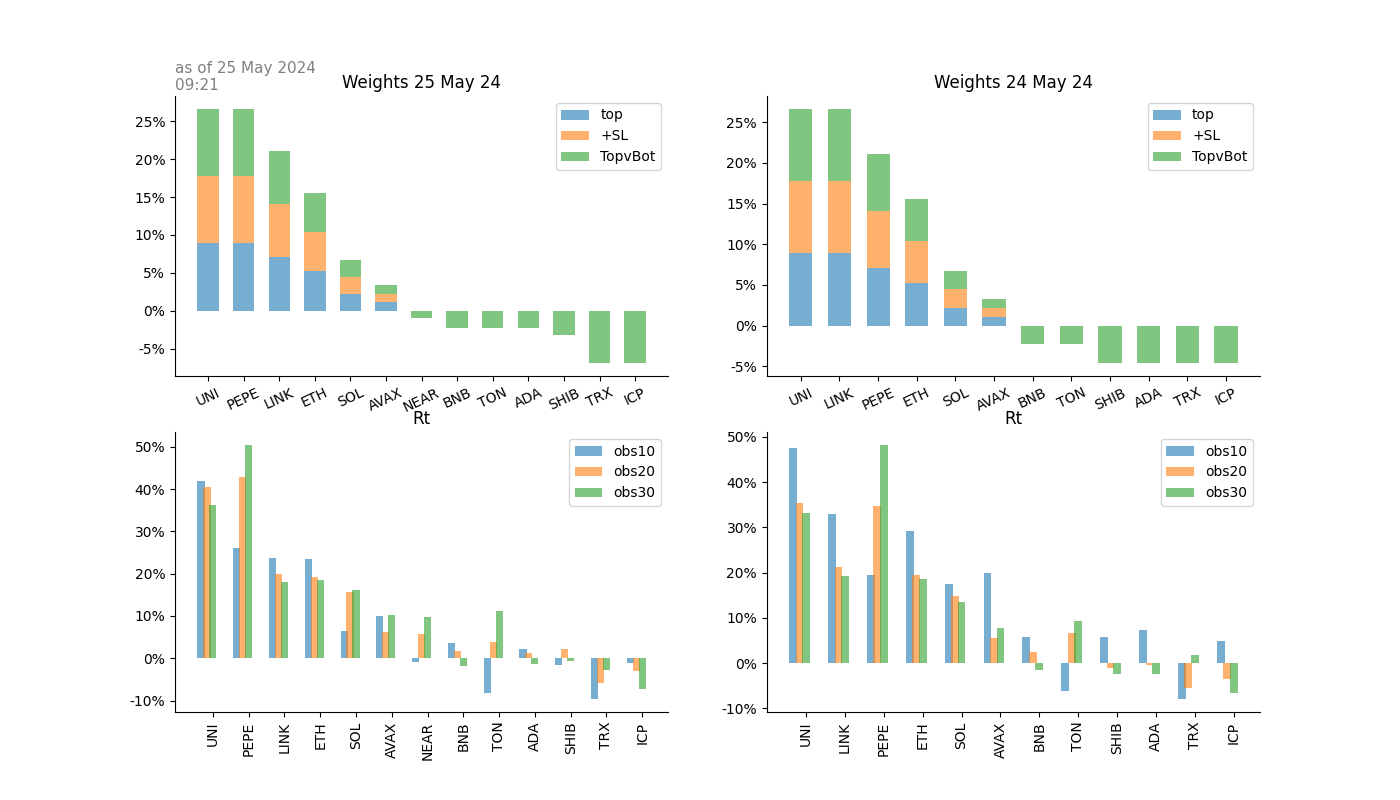 as of 25 May 2024
09:21
Weights 25 May 24
25%
20%
15%
10%
5%
0%
-5%
top
+SL
TopvBot
UNI PEPE LINK ETH SOL AVAX NEAR BNB TON ADA SHIB TRX ICP
Weights 24 May 24
25%
20%
15%
10%
5%
0%
-5%
top
+SL
TopvBot
UNI LINK PEPE ETH SOL AVAX BNB TON SHIB ADA TRX ICP
Rt
50%
40%
30%
20%
10%
0%
-10%
obs10
obs20
obs30
UNI PEPE LINK ETH SOL AVAX NEAR BNB TON ADA SHIB TRX ICP
Rt
50%
40%
30%
20%
10%
0%
-10%
obs10
obs20
obs30
UNI LINK PEPE ETH SOL AVAX BNB TON SHIB ADA TRX ICP